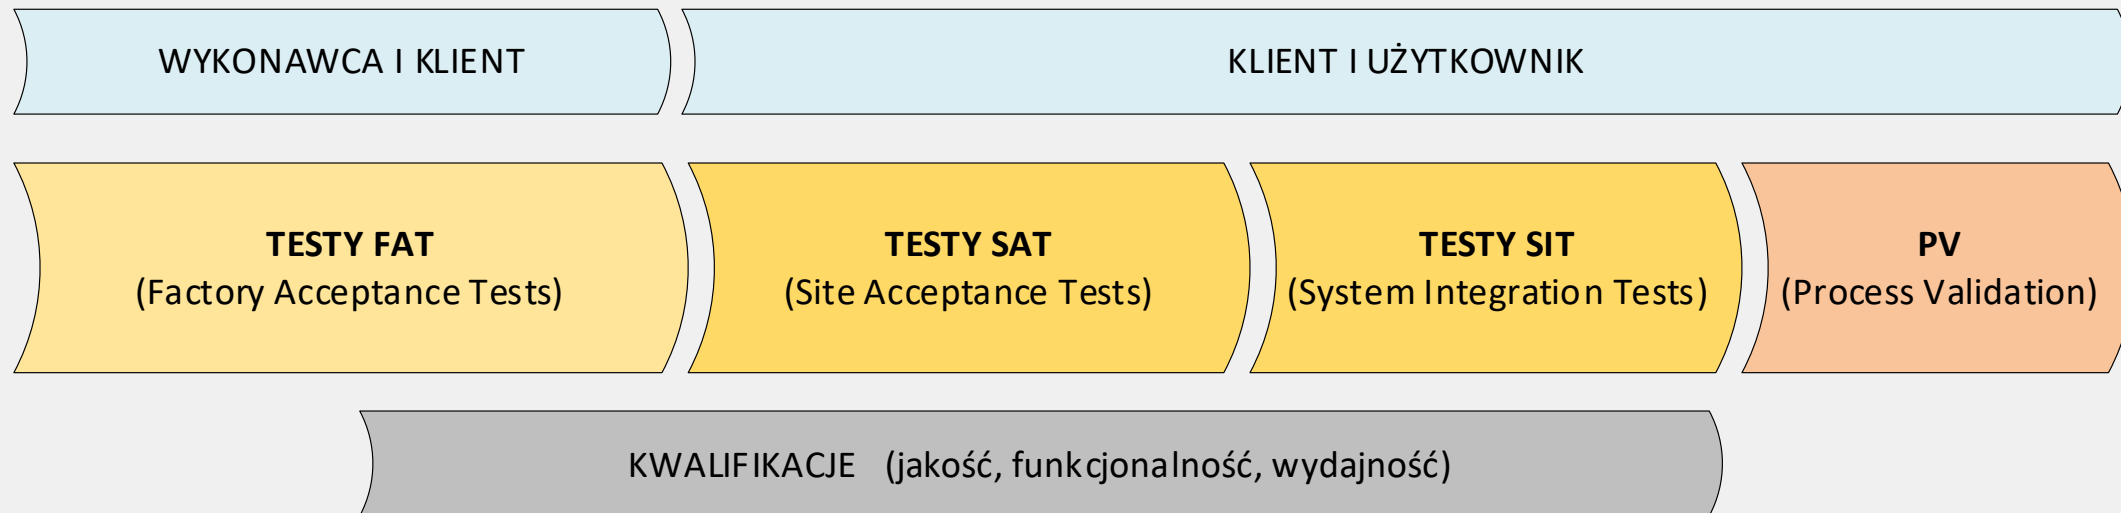 WYKONAWCA I KLIENT
KLIENT I UŻYTKOWNIK
TESTY FAT
(Factory Acceptance Tests)
TESTY SAT
(Site Acceptance Tests)
TESTY SIT
(System Integration Tests)
PV
(Process Validation)
KWALIFIKACJE (jakość, funkcjonalność, wydajność)